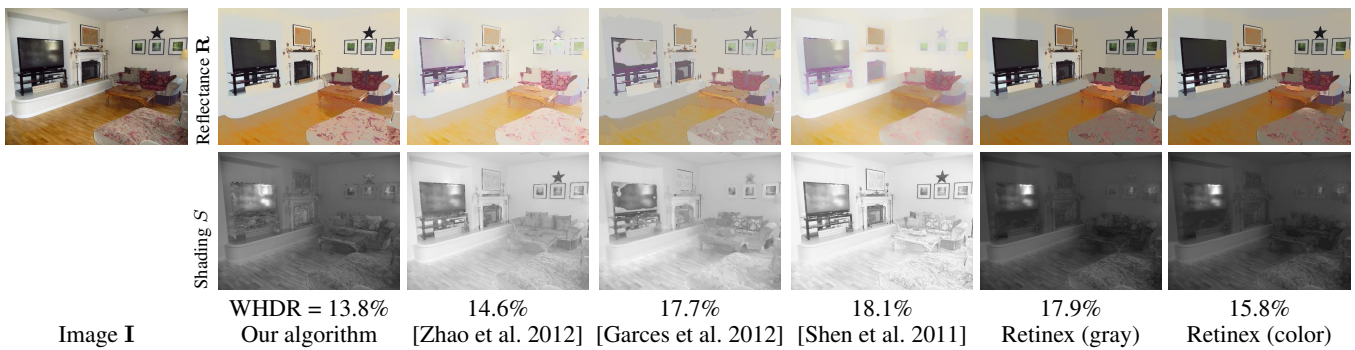 Reflectance R
Shading S
WHDR = 13.8% 14.6% 17.7% 18.1% 17.9% 15.8%
Image I Our algorithm [Zhao et al. 2012] [Garces et al. 2012] [Shen et al. 2011] Retinex (gray) Retinex (color)